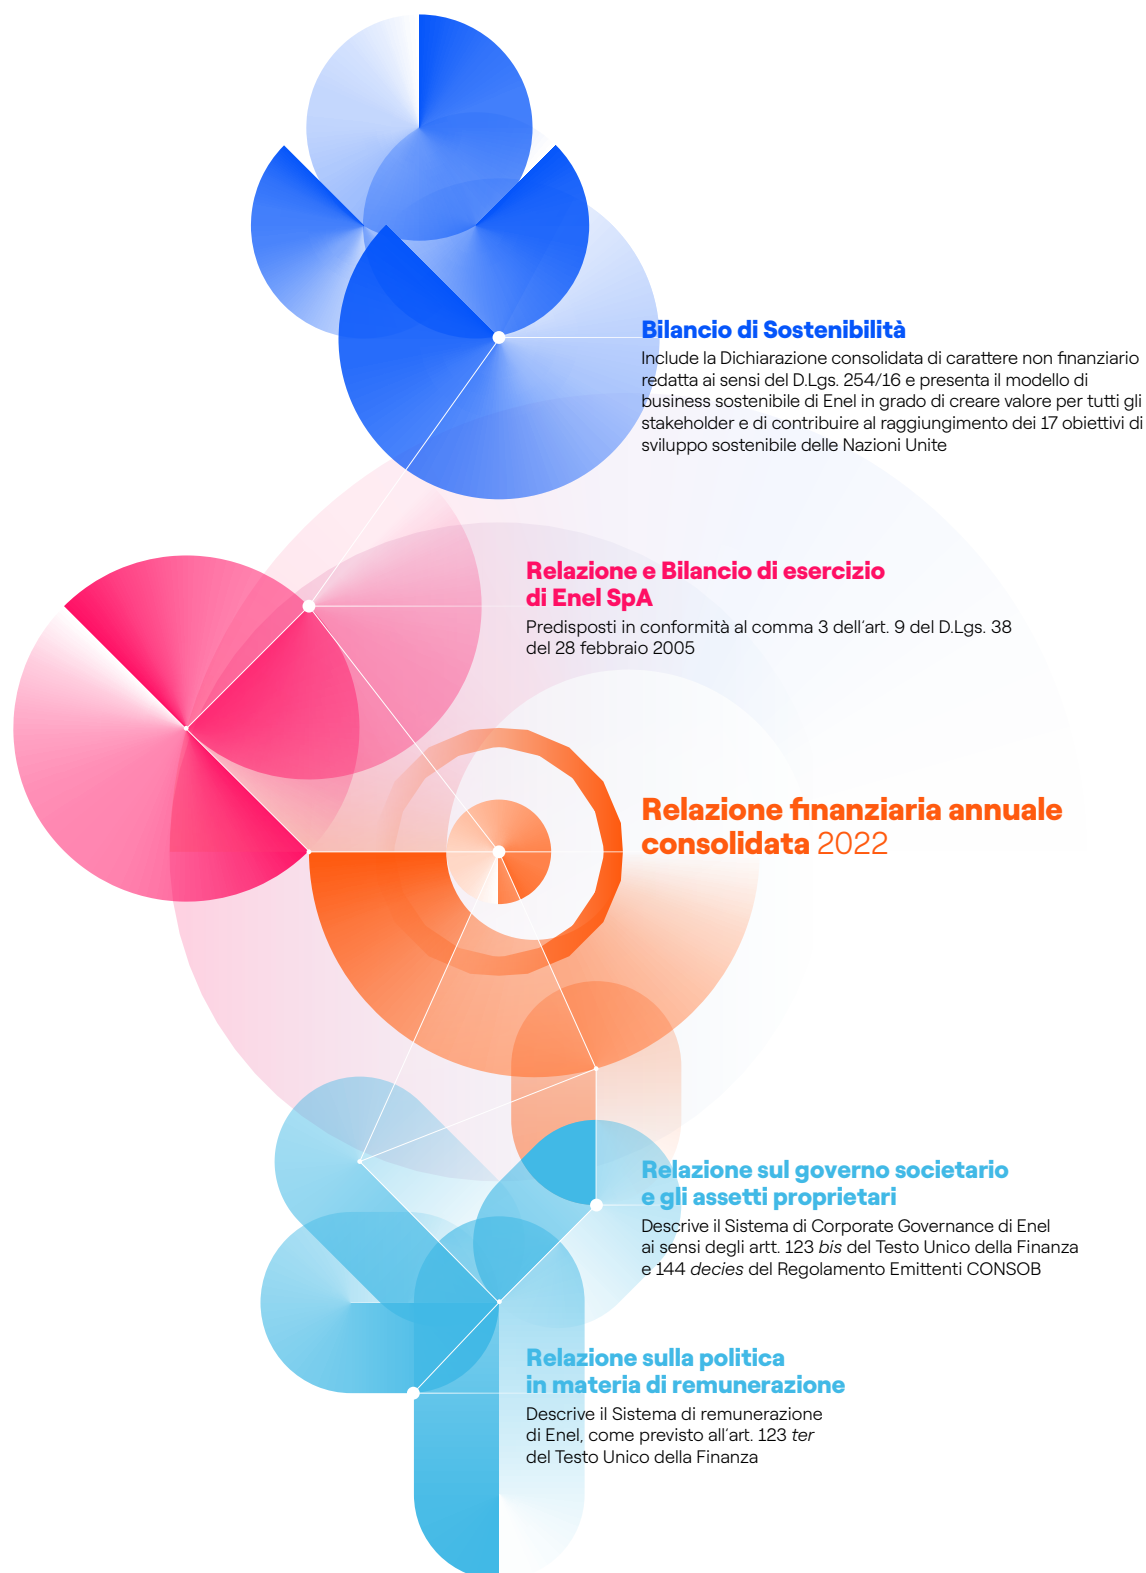 Bilancio di Sostenibilità
Include la Dichiarazione consolidata di carattere non finanziario
redatta ai sensi del D.Lgs. 254/16 e presenta il modello di
business sostenibile di Enel in grado di creare valore per tutti gli
stakeholder e di contribuire al raggiungimento dei 17 obiettivi di
sviluppo sostenibile delle Nazioni Unite
Relazione e Bilancio di esercizio
di Enel SpA
Predisposti in conformità al comma 3 dell'art. 9 del D.Lgs. 38
del 28 febbraio 2005
Relazione finanziaria annuale
consolidata 2022
Relazione sul governo societario
e gli assetti proprietari
Descrive il Sistema di Corporate Governance di Enel
ai sensi degli artt. 123 bis del Testo Unico della Finanza
e 144 decies del Regolamento Emittenti CONSOB
Relazione sulla politica
in materia di remunerazione
Descrive il Sistema di remunerazione
di Enel, come previsto all'art. 123 ter
del Testo Unico della Finanza